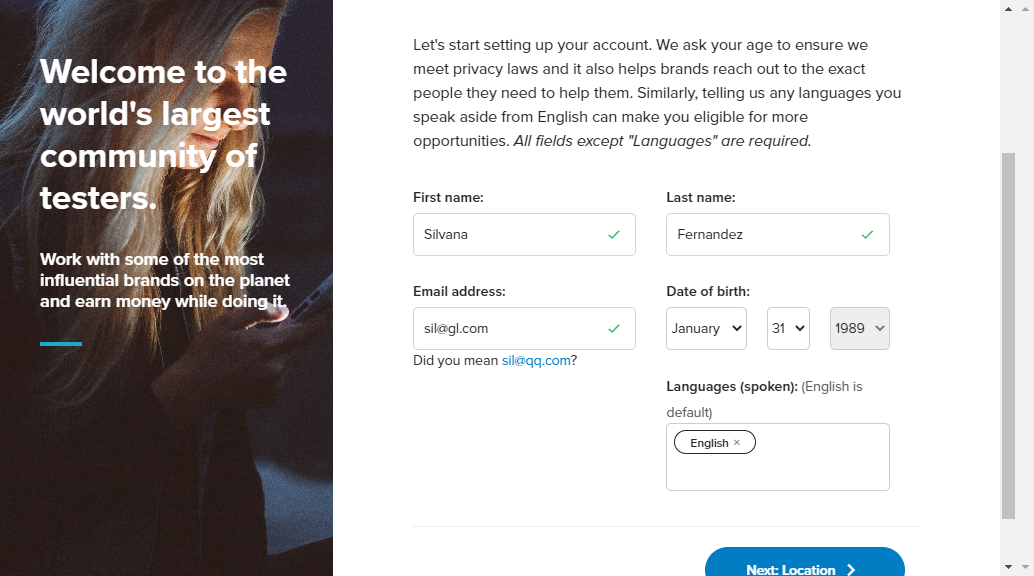 Welcome to the
world's largest
community of
testers.
Work with some of the most
influential brands on the planet
and earn money while doing it.
Let's start setting up your account. We ask your age to ensure we
meet privacy laws and it also helps brands reach out to the exact
people they need to help them. Similarly, telling us any languages you
speak aside from English can make you eligible for more
opportunities. All fields except "Languages" are required.
First name:
Last name:
Silvana
Fernandez
Email address:
Date of birth:
sil@gl.com
January 31 1989
Did you mean sil@qq.com?
Languages (spoken): (English is
default)
English ×
Next: Location